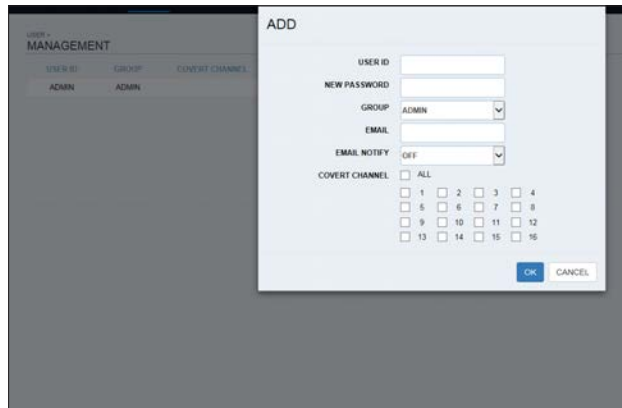 USER >
MANAGEMENT
USER ID GROUP COVERT CHANNEL
ADMIN ADMIN
ADD
USER ID
NEW PASSWORD
GROUP ADMIN
EMAIL
EMAIL NOTIFY OFF
COVERT CHANNEL ALL
1 2 3 4
5 6 7 8
9 10 11 12
13 14 15 16
OK CANCEL